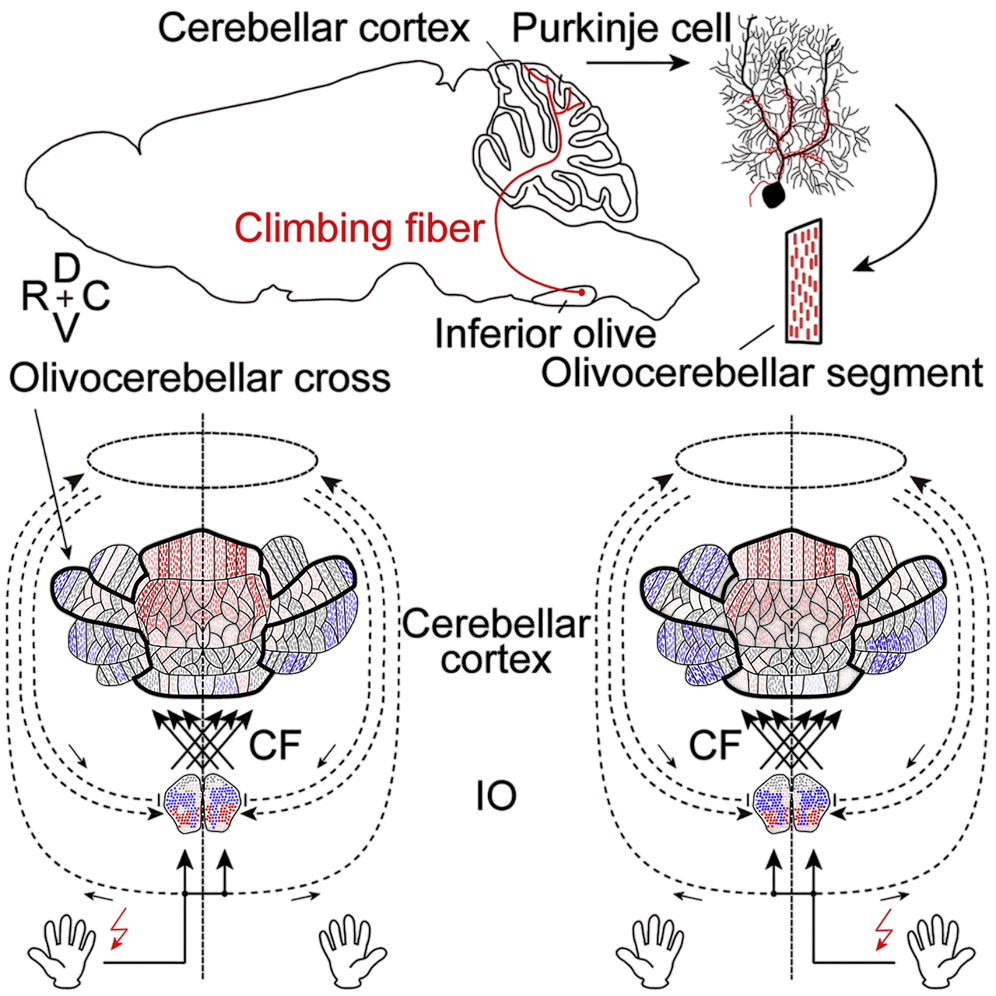 Cerebellar cortex
Purkinje cell
Climbing fiber
D
R + C
V
Inferior olive
Olivocerebellar segment
Olivocerebellar cross
Cerebellar
cortex
CF
CF
IO